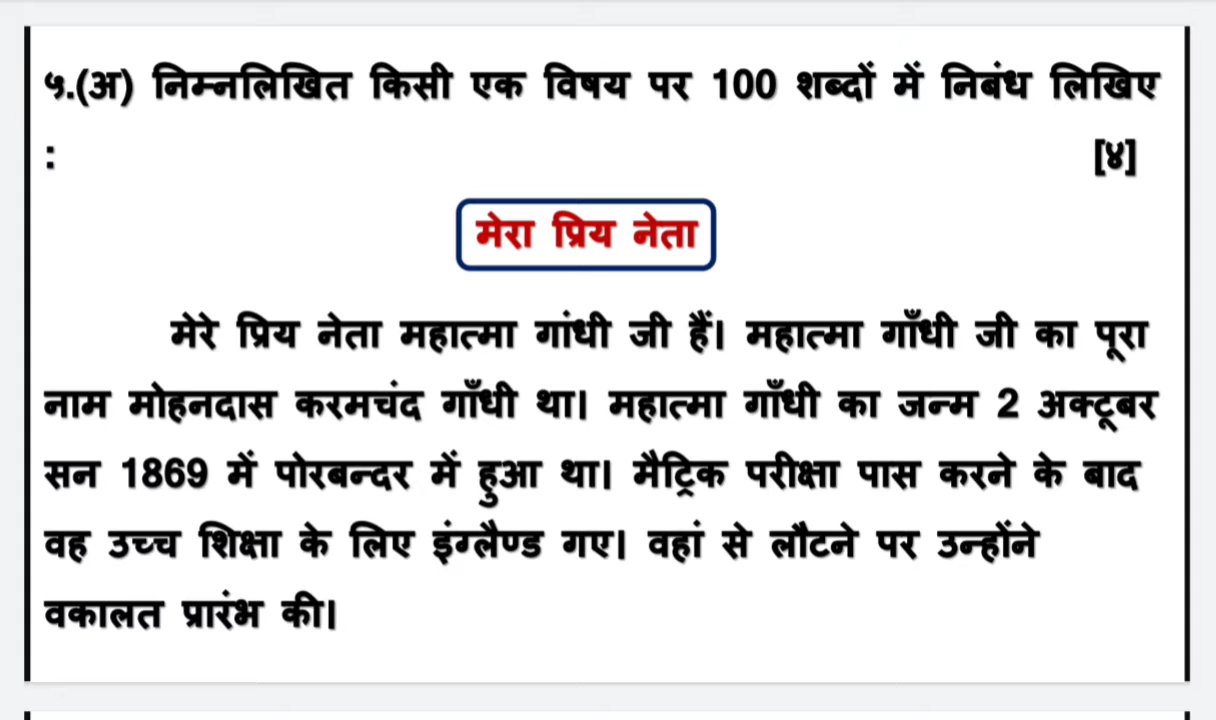 ५.(अ) निम्नलिखित किसी एक विषय पर 100 शब्दों में निबंध लिखिए
: [४]
मेरा प्रिय नेता
मेरे प्रिय नेता महात्मा गांधी जी हैं। महात्मा गाँधी जी का पूरा
नाम मोहनदास करमचंद गाँधी था। महात्मा गाँधी का जन्म 2 अक्टूबर
सन 1869 में पोरबन्दर में हुआ था। मैट्रिक परीक्षा पास करने के बाद
वह उच्च शिक्षा के लिए इंग्लैण्ड गए। वहां से लौटने पर उन्होंने
वकालत प्रारंभ की।